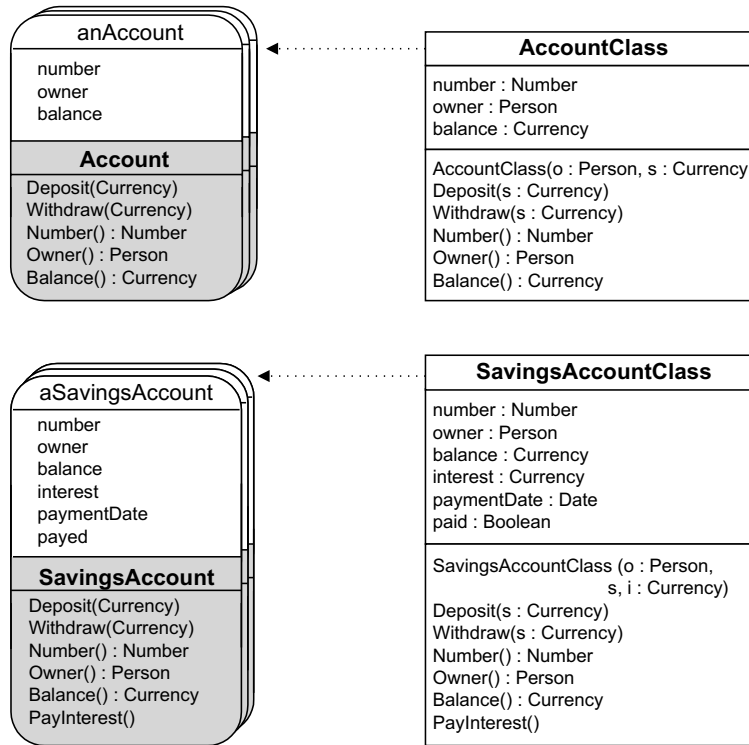 anAccount
number
owner
balance
Account
Deposit(Currency)
Withdraw(Currency)
Number() : Number
Owner() : Person
Balance() : Currency
AccountClass
number : Number
owner : Person
balance : Currency
AccountClass(o : Person, s : Currency
Deposit(s : Currency)
Withdraw(s : Currency)
Number() : Number
Owner() : Person
Balance() : Currency
aSavingsAccount
number
owner
balance
interest
paymentDate
payed
SavingsAccount
Deposit(Currency)
Withdraw(Currency)
Number() : Number
Owner() : Person
Balance() : Currency
PayInterest()
SavingsAccountClass
number : Number
owner : Person
balance : Currency
interest : Currency
paymentDate : Date
paid : Boolean
SavingsAccountClass (o : Person,
s, i : Currency)
Deposit(s : Currency)
Withdraw(s : Currency)
Number() : Number
Owner() : Person
Balance() : Currency
PayInterest()